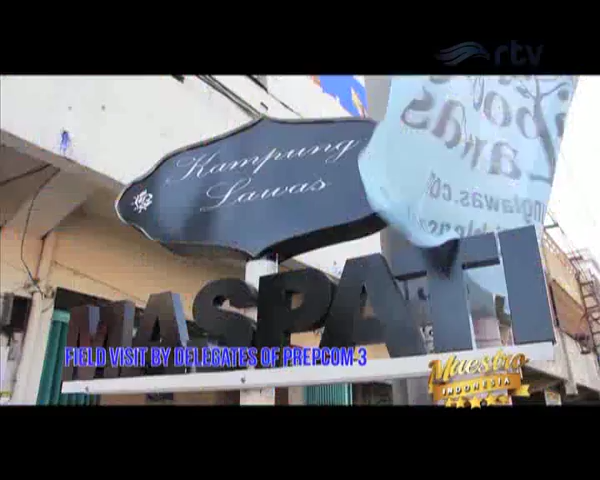 rtv
Kampung
Lawas
MASPATI
FIELD VISIT BY DELEGATES OF PREPCOM-3
Maestro
INDONESIA